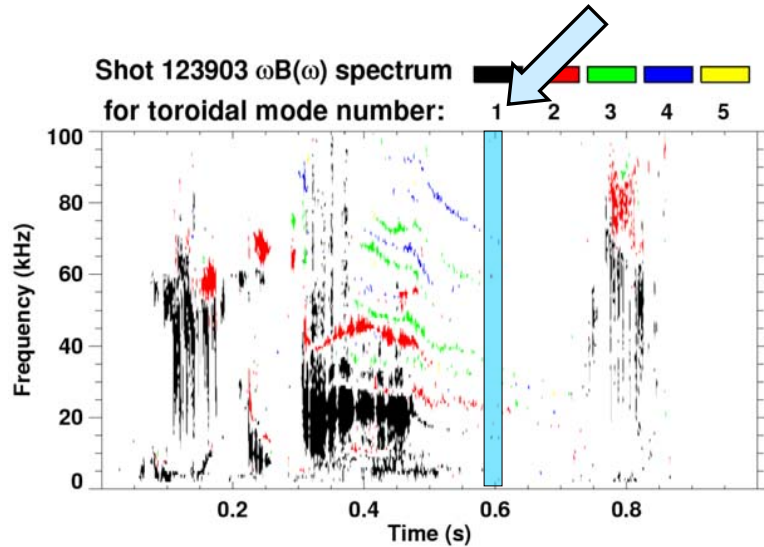 Shot 123903 ωB(ω) spectrum
for toroidal mode number: 1 2 3 4 5
100
80
60
40
20
0
Frequency (kHz)
0.2 0.4 0.6 0.8
Time (s)